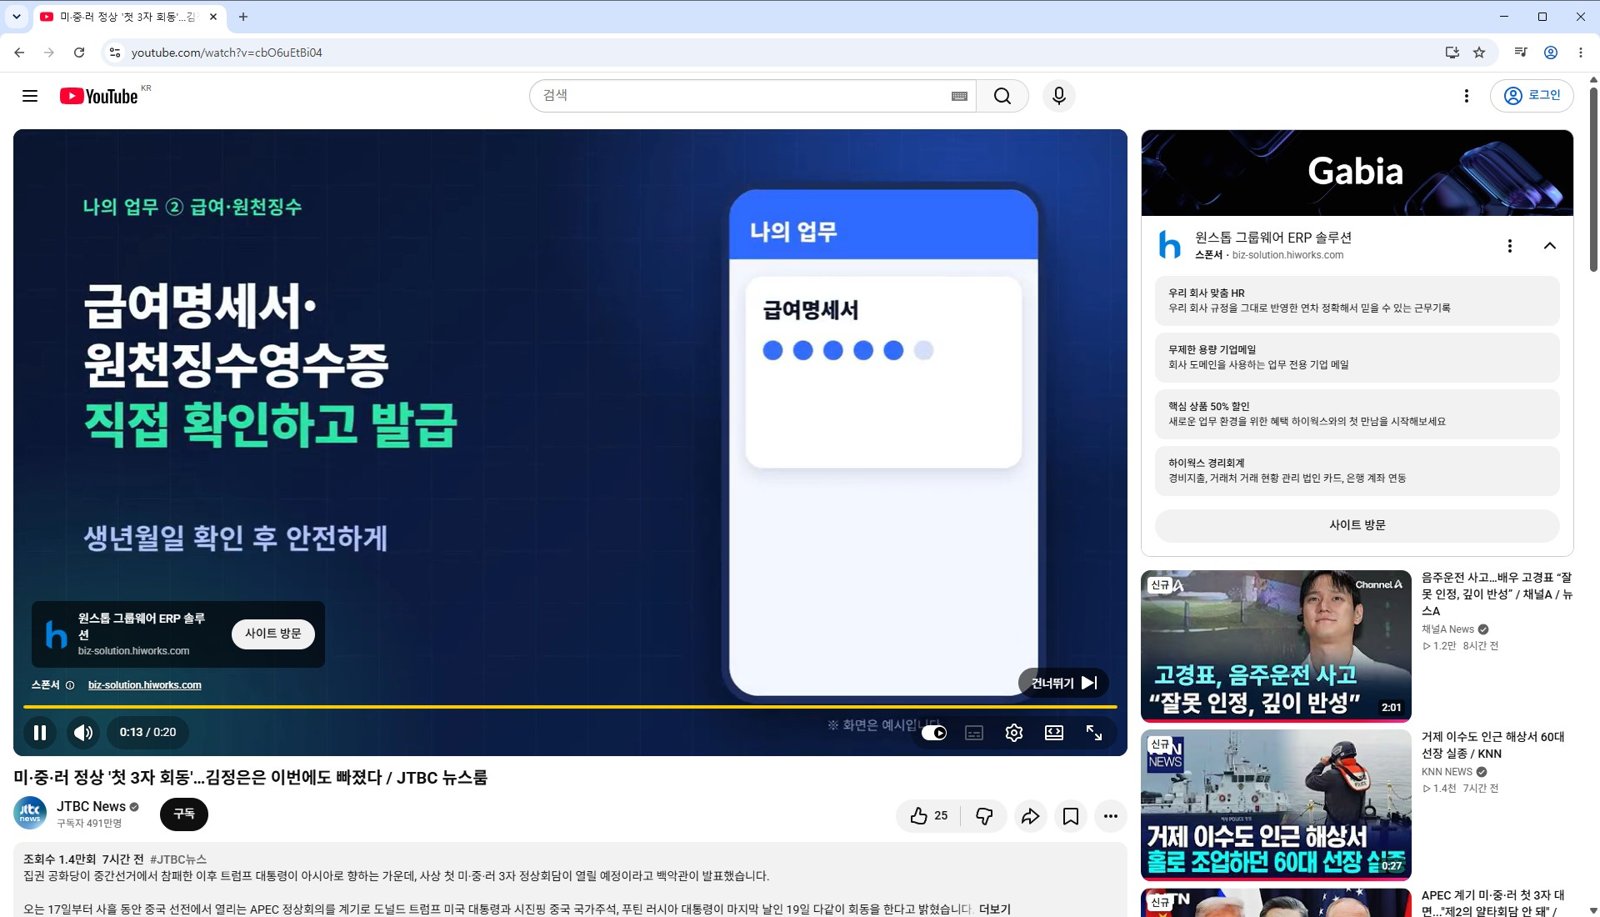 미·중·러 정상 '첫 3자 회동'...김
youtube.com/watch?v=cbO6uEtBi04
YouTube KR
검색
로그인
나의 업무 ② 급여·원천징수
급여명세서·
원천징수영수증
직접 확인하고 발급
생년월일 확인 후 안전하게
나의 업무
급여명세서
원스톱 그룹웨어 ERP 솔루
션
biz-solution.hiworks.com
사이트 방문
스폰서
biz-solution.hiworks.com
건너뛰기
※ 화면은 예시입니다
0:13 / 0:20
미·중·러 정상 '첫 3자 회동'...김정은은 이번에도 빠졌다 / JTBC 뉴스룸
jtbc news
JTBC News
구독자 491만명
구독
25
조회수 1.4만회 7시간 전 #JTBC뉴스
집권 공화당이 중간선거에서 참패한 이후 트럼프 대통령이 아시아로 향하는 가운데, 사상 첫 미·중·러 3자 정상회담이 열릴 예정이라고 백악관이 발표했습니다.
오는 17일부터 사흘 동안 중국 선전에서 열리는 APEC 정상회의를 계기로 도널드 트럼프 미국 대통령과 시진핑 중국 국가주석, 푸틴 러시아 대통령이 마지막 날인 19일 다같이 회동을 한다고 밝혔습니다. 더보기
Gabia
원스톱 그룹웨어 ERP 솔루션
스폰서 · biz-solution.hiworks.com
우리 회사 맞춤 HR
우리 회사 규정을 그대로 반영한 연차 정확해서 믿을 수 있는 근무기록
무제한 용량 기업메일
회사 도메인을 사용하는 업무 전용 기업 메일
핵심 상품 50% 할인
새로운 업무 환경을 위한 혜택 하이웍스와의 첫 만남을 시작해보세요
하이웍스 경리회계
경비지출, 거래처 거래 현황 관리 법인 카드, 은행 계좌 연동
사이트 방문
신규
Channel A
고경표, 음주운전 사고
“잘못 인정, 깊이 반성”
2:01
음주운전 사고...배우 고경표 “잘
못 인정, 깊이 반성” / 채널A / 뉴
스A
채널A News
1.2만 8시간 전
신규
KNN
NEWS
거제 이수도 인근 해상서
홀로 조업하던 60대 선장 실종
0:27
거제 이수도 인근 해상서 60대
선장 실종 / KNN
KNN NEWS
1.4천 7시간 전
신규
APEC 계기 미·중·러 첫 3자 대
면..."제2의 얄타회담 안 돼" /